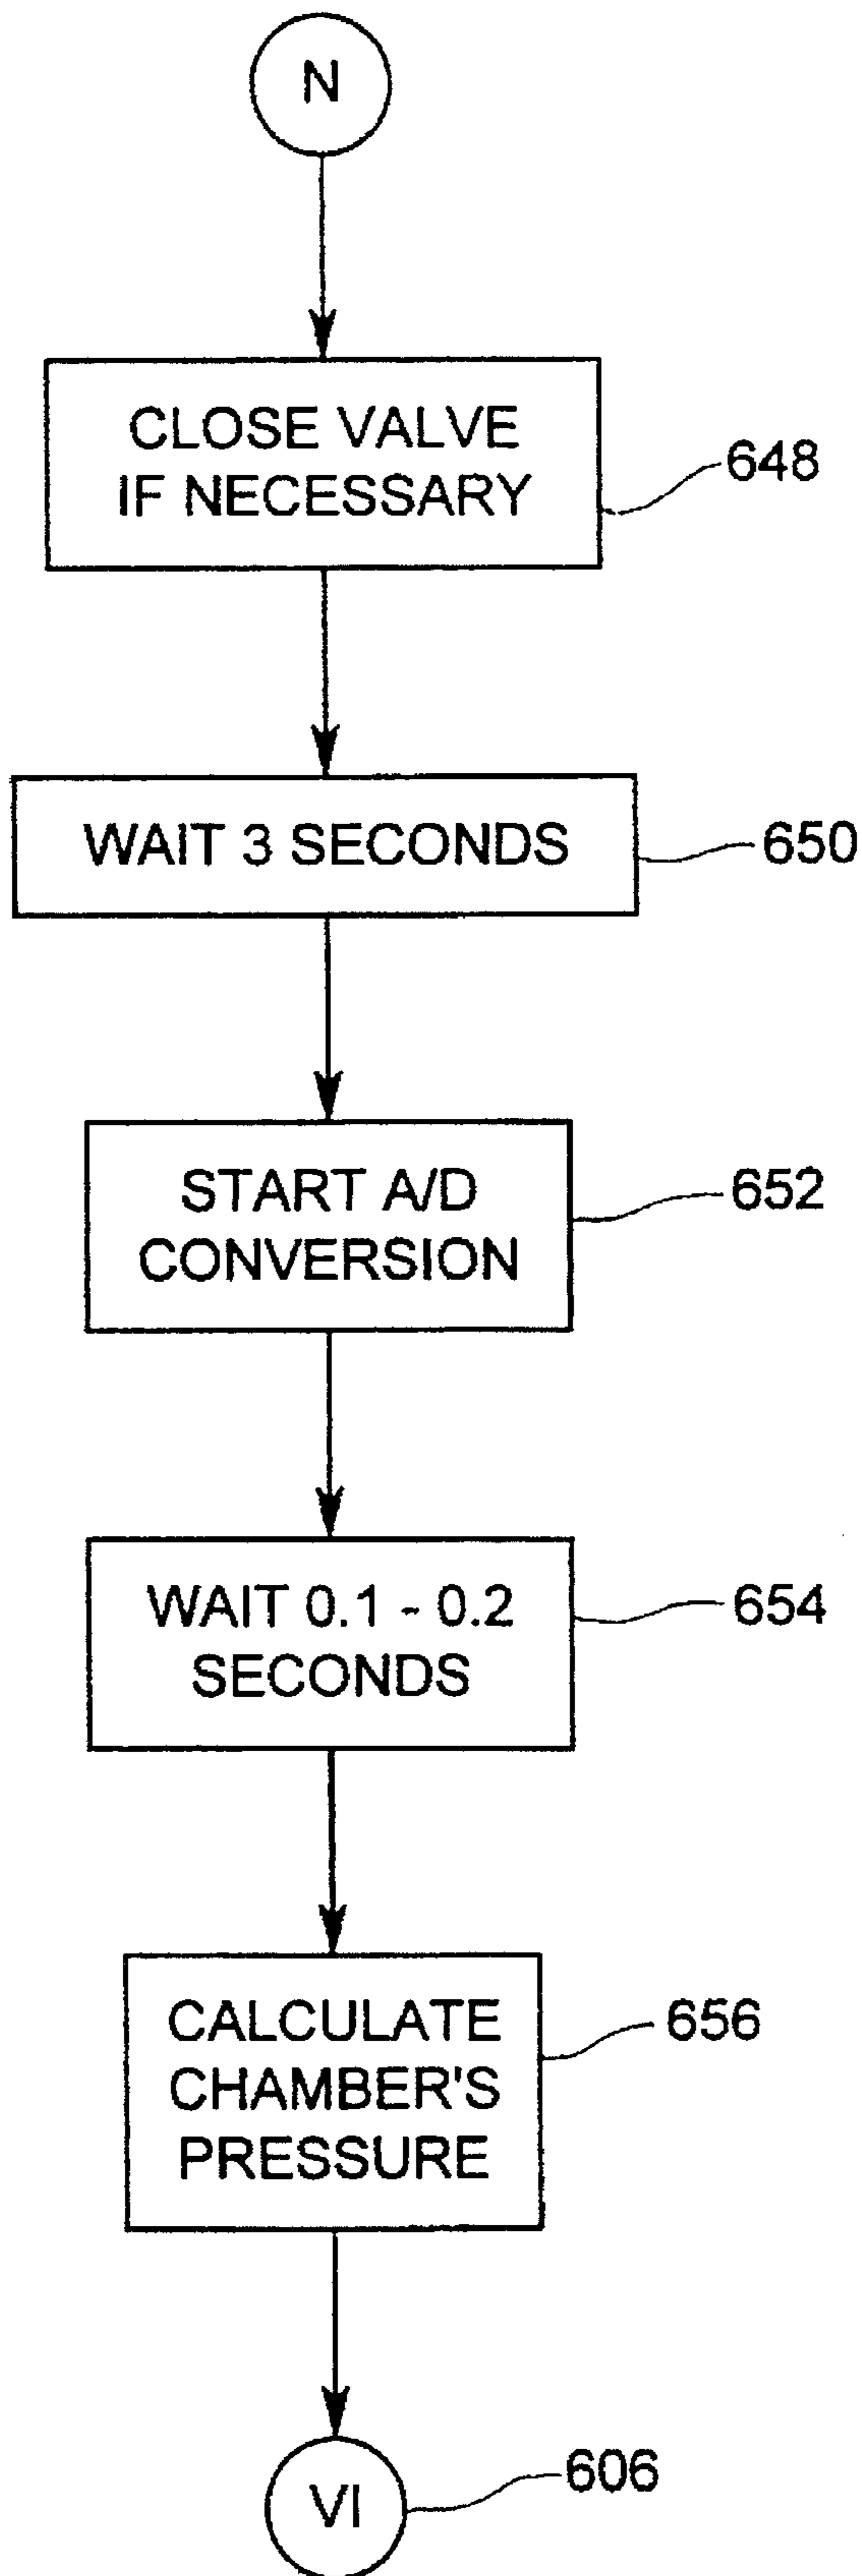 N
CLOSE VALVE
IF NECESSARY
648
WAIT 3 SECONDS
650
START A/D
CONVERSION
652
WAIT 0.1 - 0.2
SECONDS
654
CALCULATE
CHAMBER'S
PRESSURE
656
VI
606